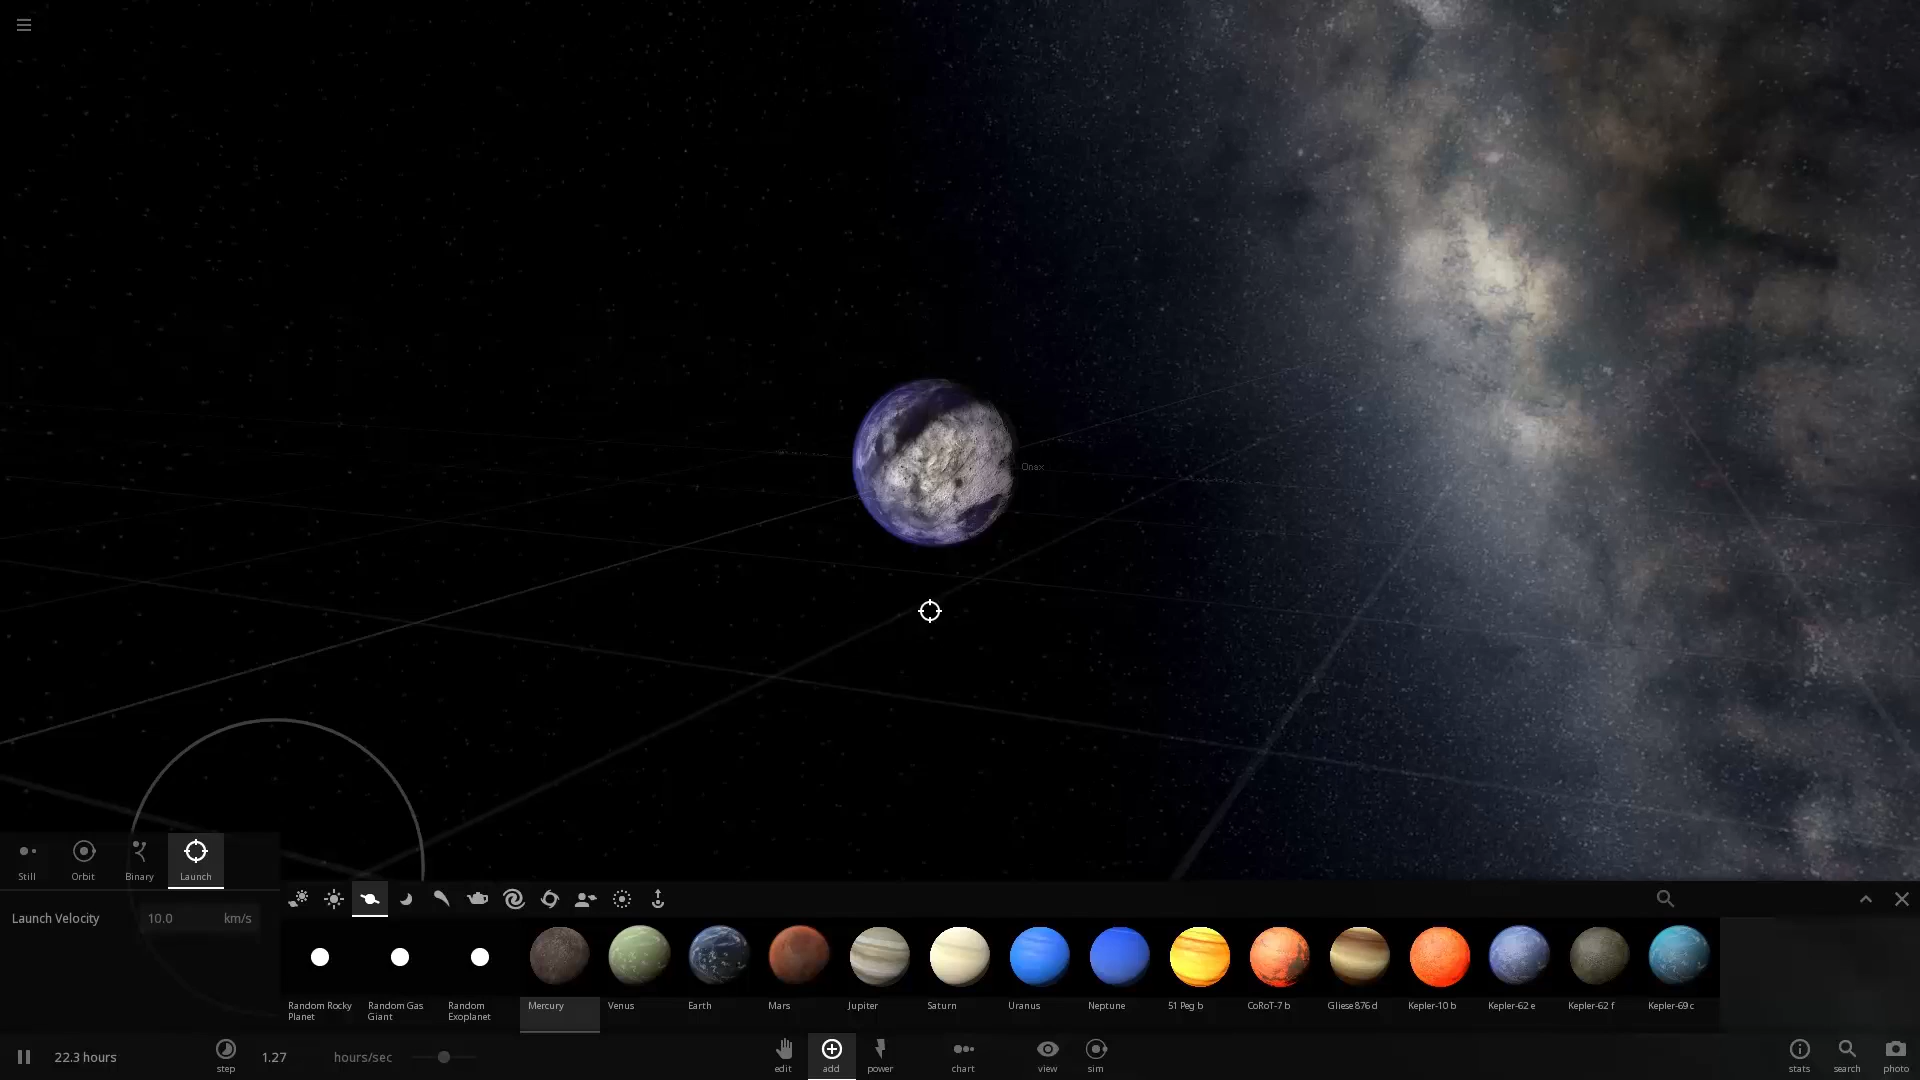 Onax
Still
Orbit
Binary
Launch
Launch Velocity
10.0
km/s
Random Rocky
Planet
Random Gas
Giant
Random
Exoplanet
Mercury
Venus
Earth
Mars
Jupiter
Saturn
Uranus
Neptune
51 Peg b
CoRoT-7 b
Gliese 876 d
Kepler-10 b
Kepler-62 e
Kepler-62 f
Kepler-69 c
22.3 hours
step
1.27
hours/sec
edit
add
power
chart
view
sim
stats
search
photo